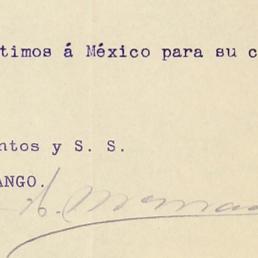 timos á México para su c
ntos y S. S.
ANGO.